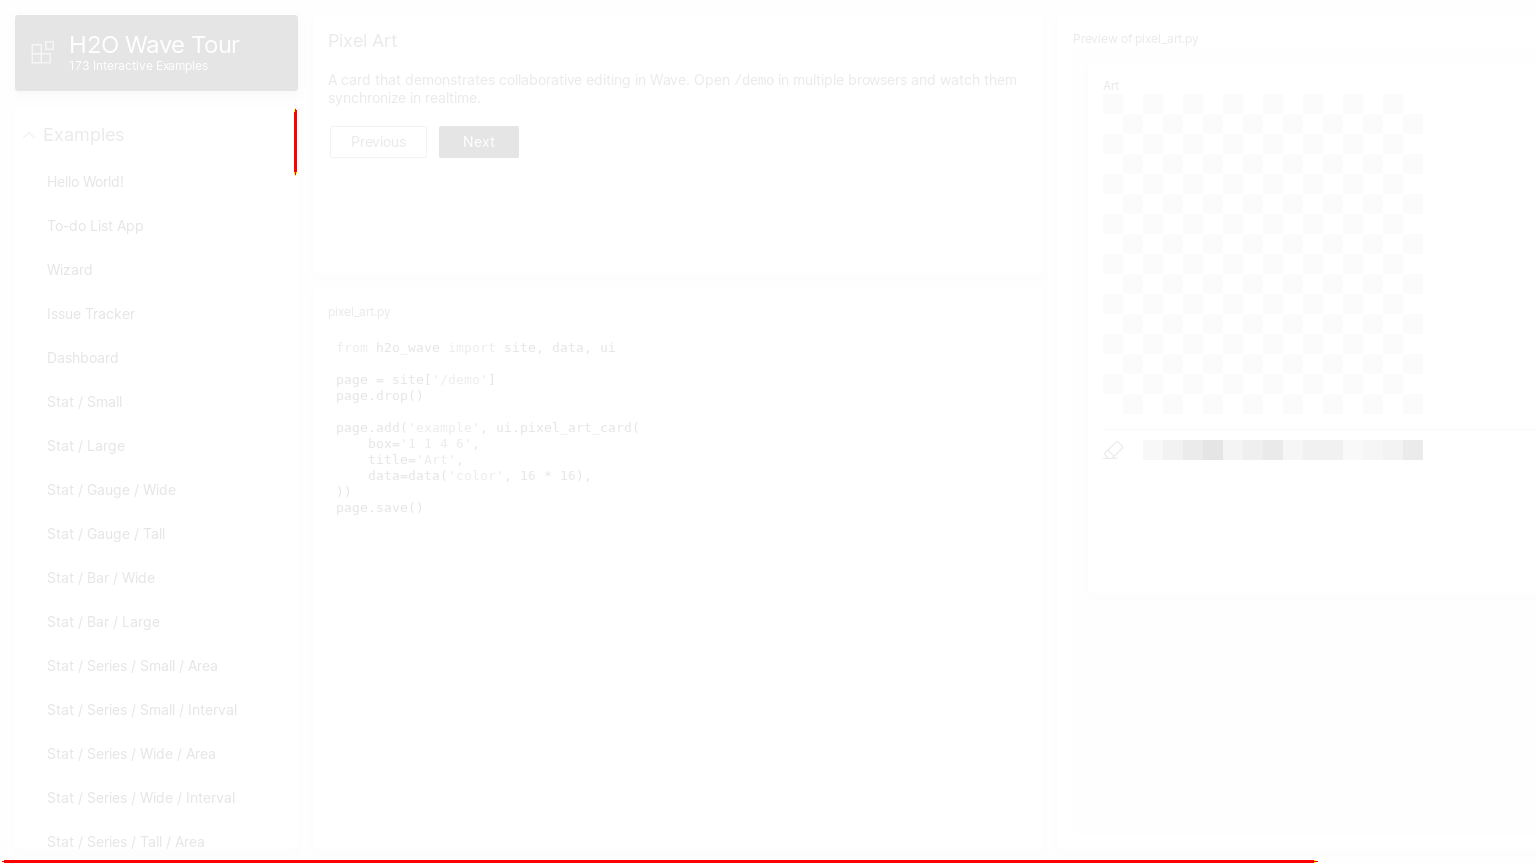 H2O Wave Tour
173 Interactive Examples
Examples
Hello World!
To-do List App
Wizard
Issue Tracker
Dashboard
Stat / Small
Stat / Large
Stat / Gauge / Wide
Stat / Gauge / Tall
Stat / Bar / Wide
Stat / Bar / Large
Stat / Series / Small / Area
Stat / Series / Small / Interval
Stat / Series / Wide / Area
Stat / Series / Wide / Interval
Stat / Series / Tall / Area
Pixel Art
A card that demonstrates collaborative editing in Wave. Open /demo in multiple browsers and watch them
synchronize in realtime.
Previous
Next
pixel_art.py
from h2o_wave import site, data, ui
page = site['/demo']
page.drop()
page.add('example', ui.pixel_art_card(
    box='1 1 4 6',
    title='Art',
    data=data('color', 16 * 16),
))
page.save()
Preview of pixel_art.py
Art